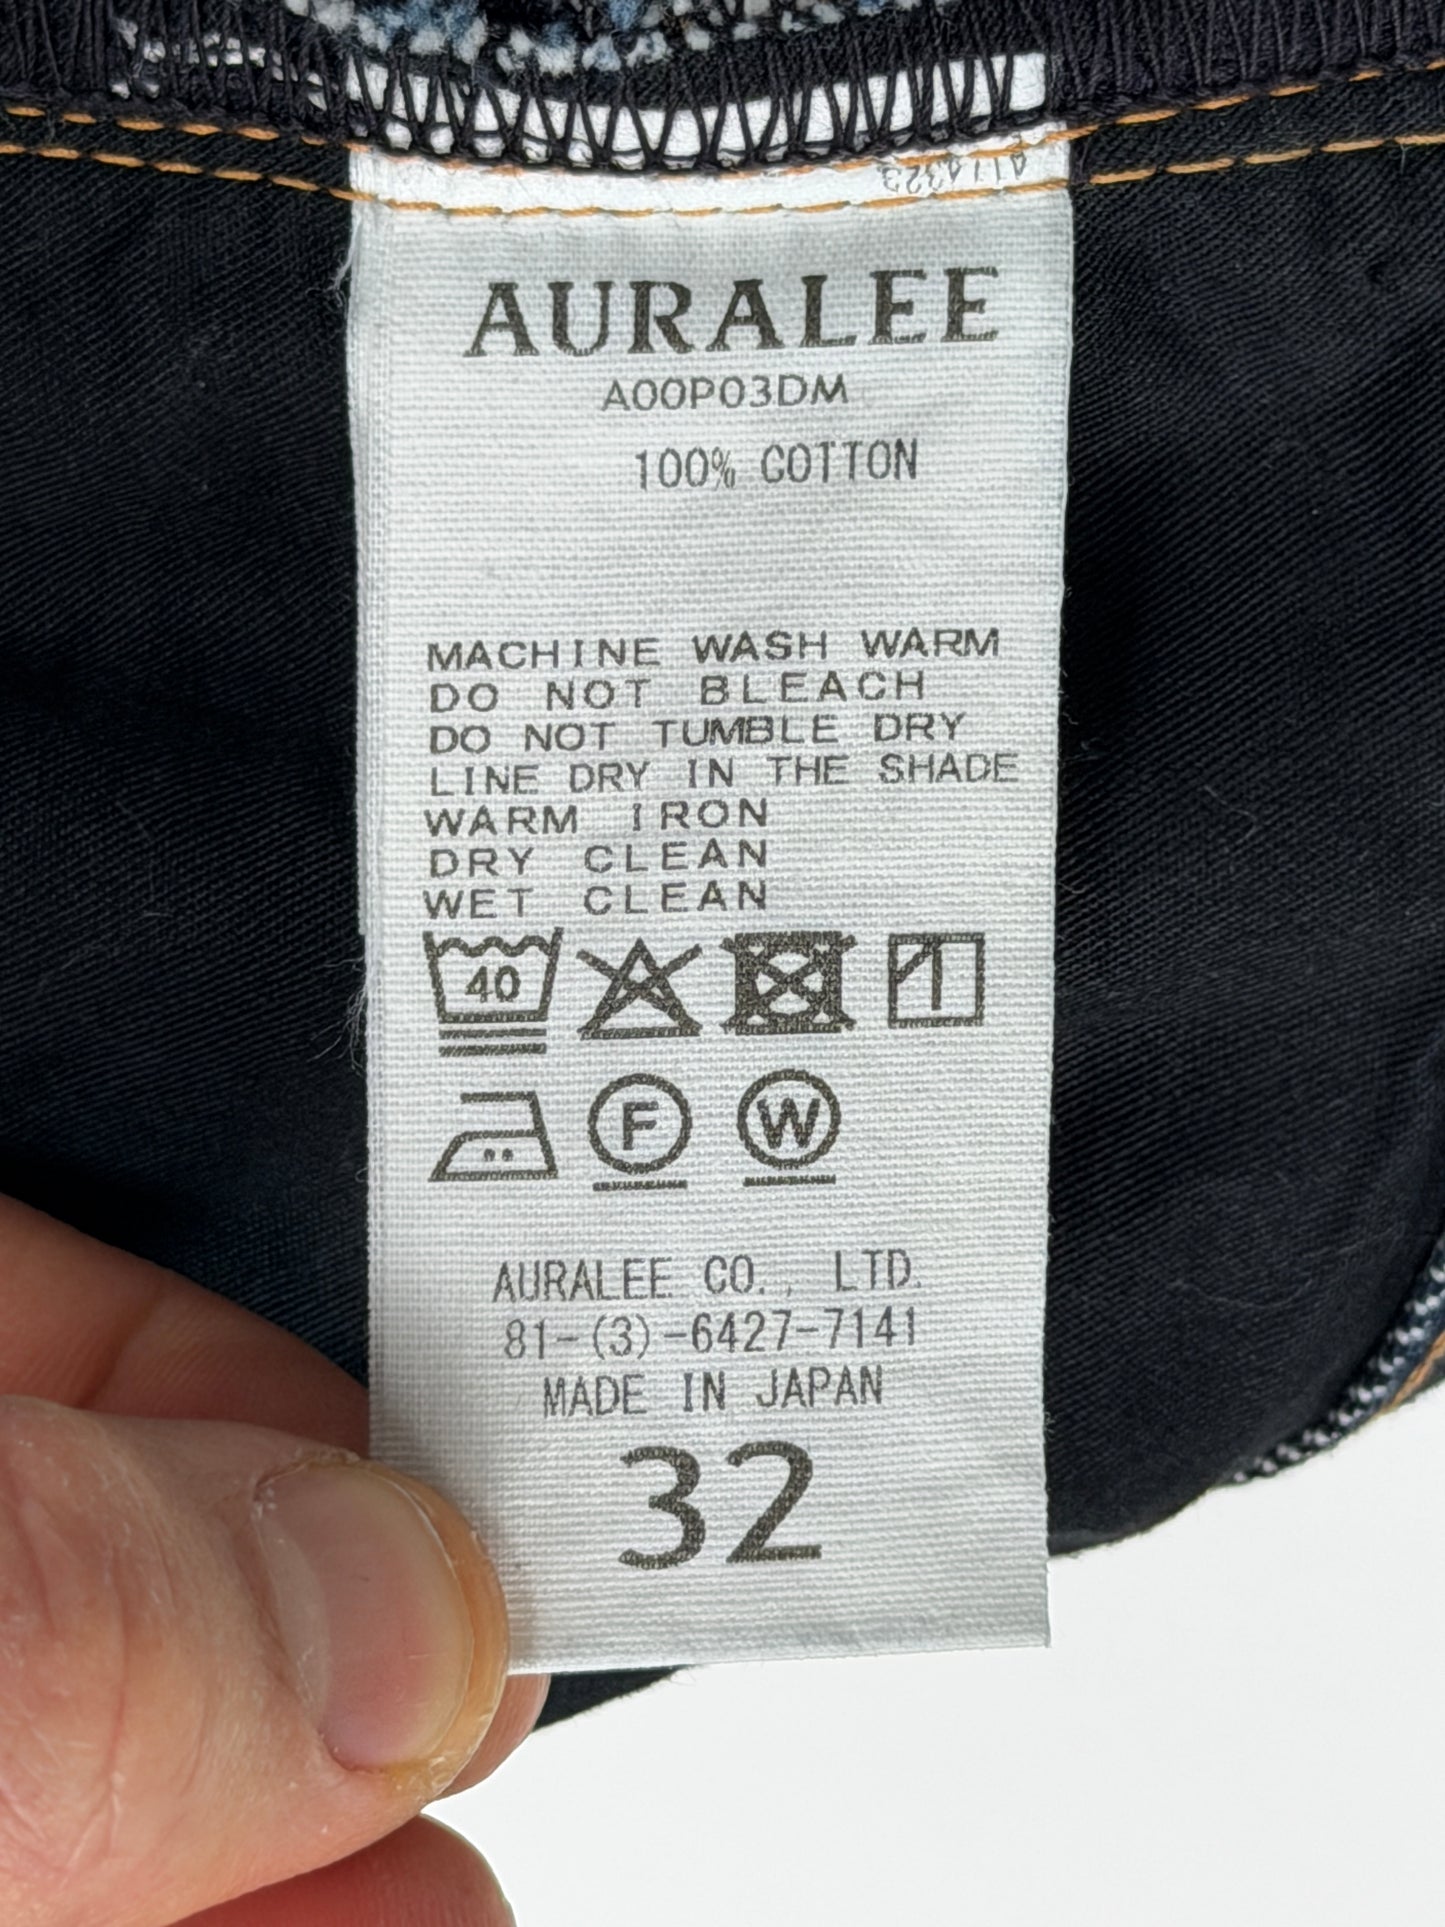 AURALEE
A00P03DM
100% COTTON
MACHINE WASH WARM
DO NOT BLEACH
DO NOT TUMBLE DRY
LINE DRY IN THE SHADE
WARM IRON
DRY CLEAN
WET CLEAN
40
F W
AURALEE CO., LTD.
81-(3)-6427-7141
MADE IN JAPAN
32